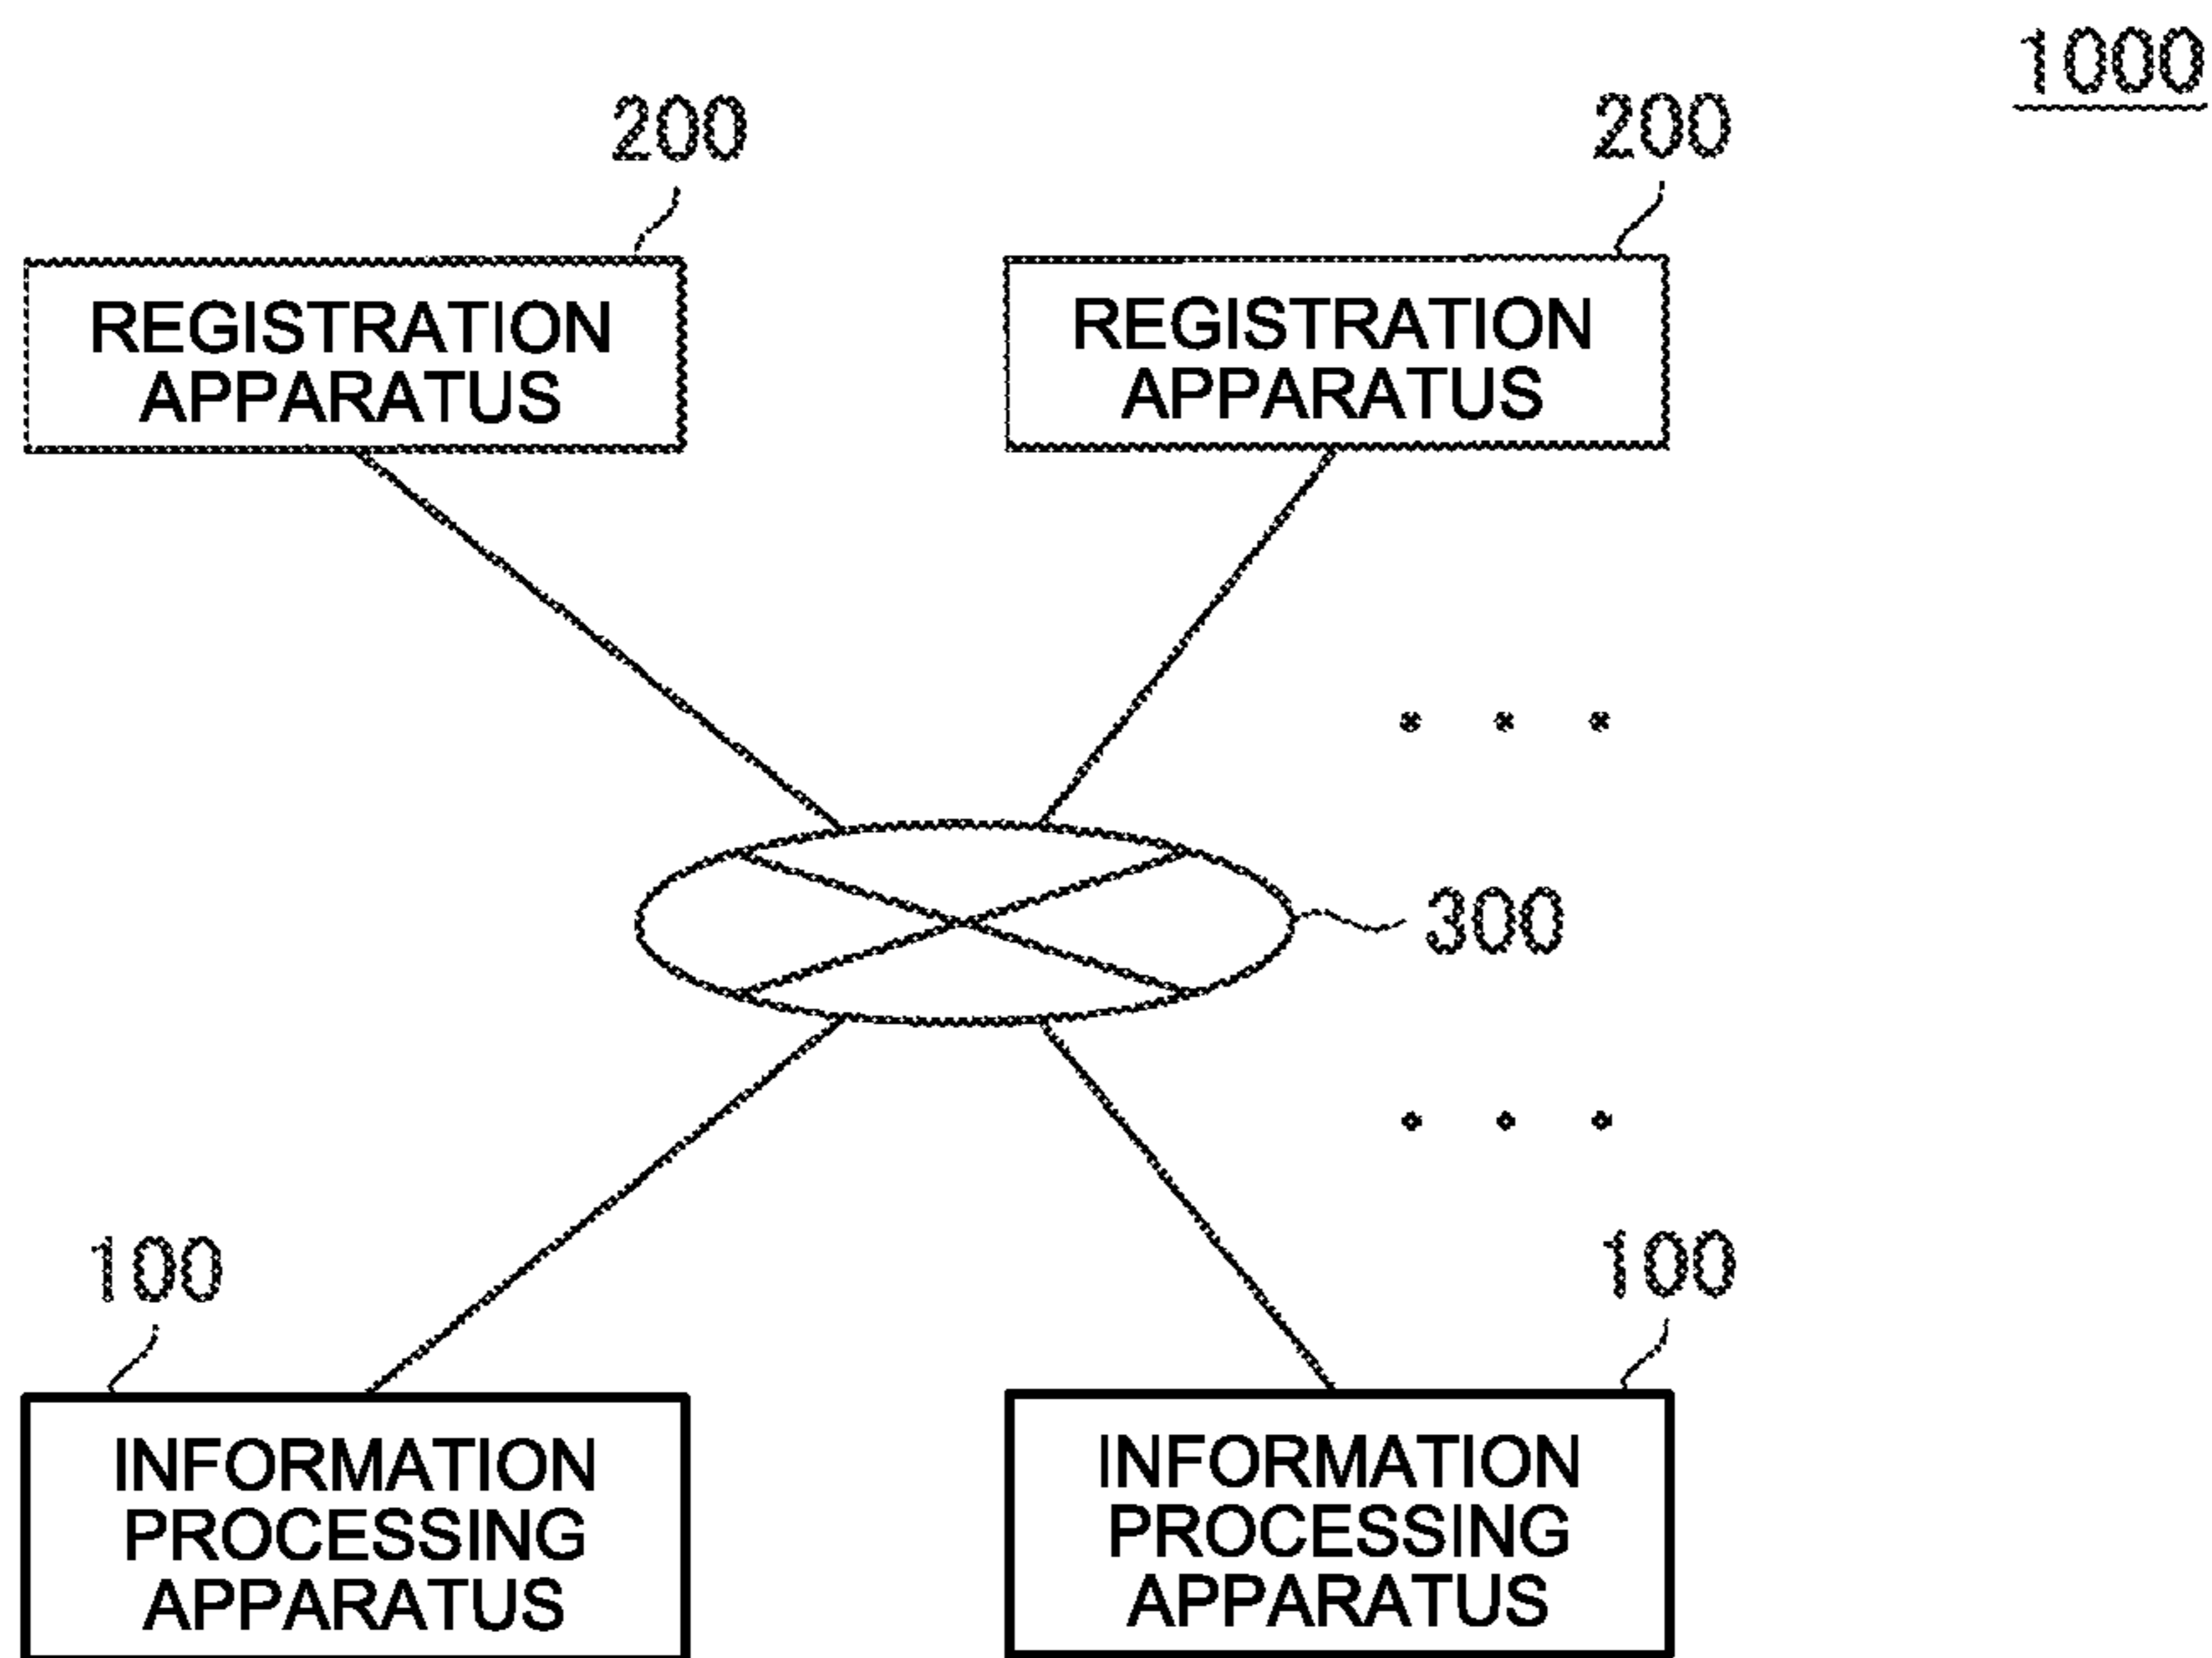 1000
200
200
REGISTRATION
APPARATUS
REGISTRATION
APPARATUS
300
100
100
INFORMATION
PROCESSING
APPARATUS
INFORMATION
PROCESSING
APPARATUS